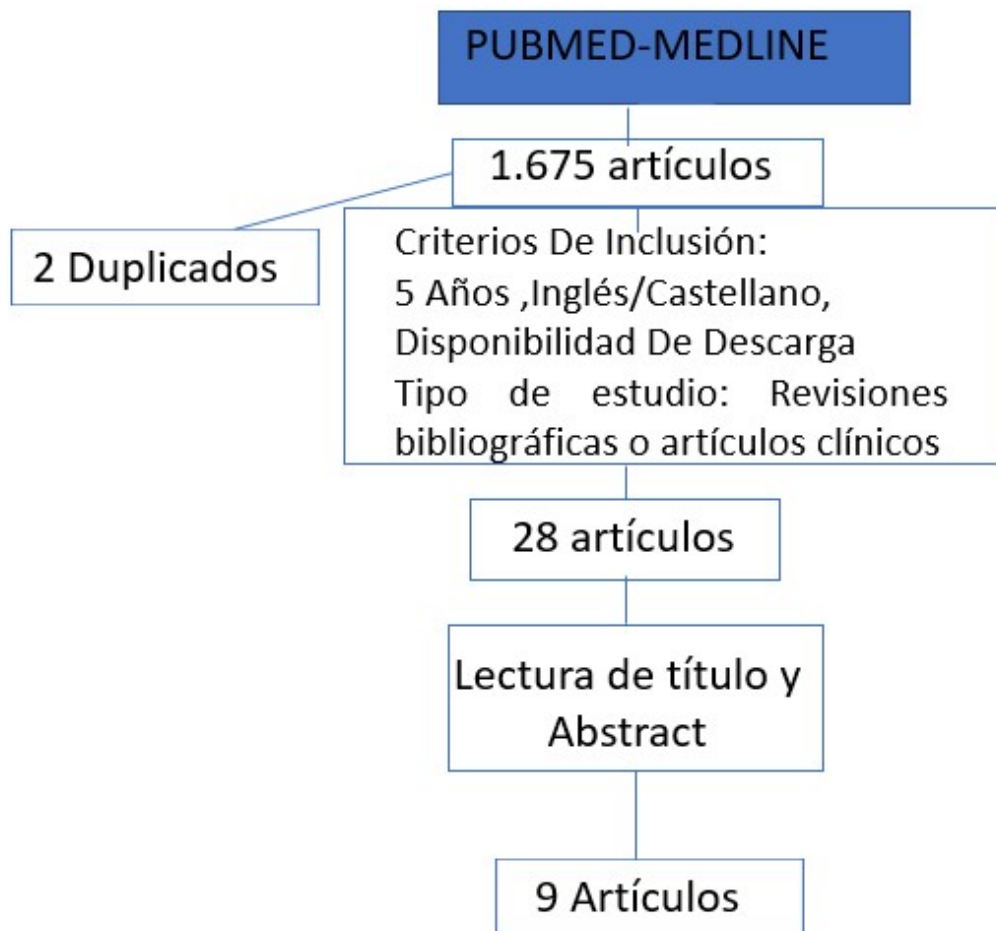 PUBMED-MEDLINE
1.675 artículos
2 Duplicados
Criterios De Inclusión:
5 Años ,Inglés/Castellano,
Disponibilidad De Descarga
Tipo de estudio: Revisiones
bibliográficas o artículos clínicos
28 artículos
Lectura de título y
Abstract
9 Artículos